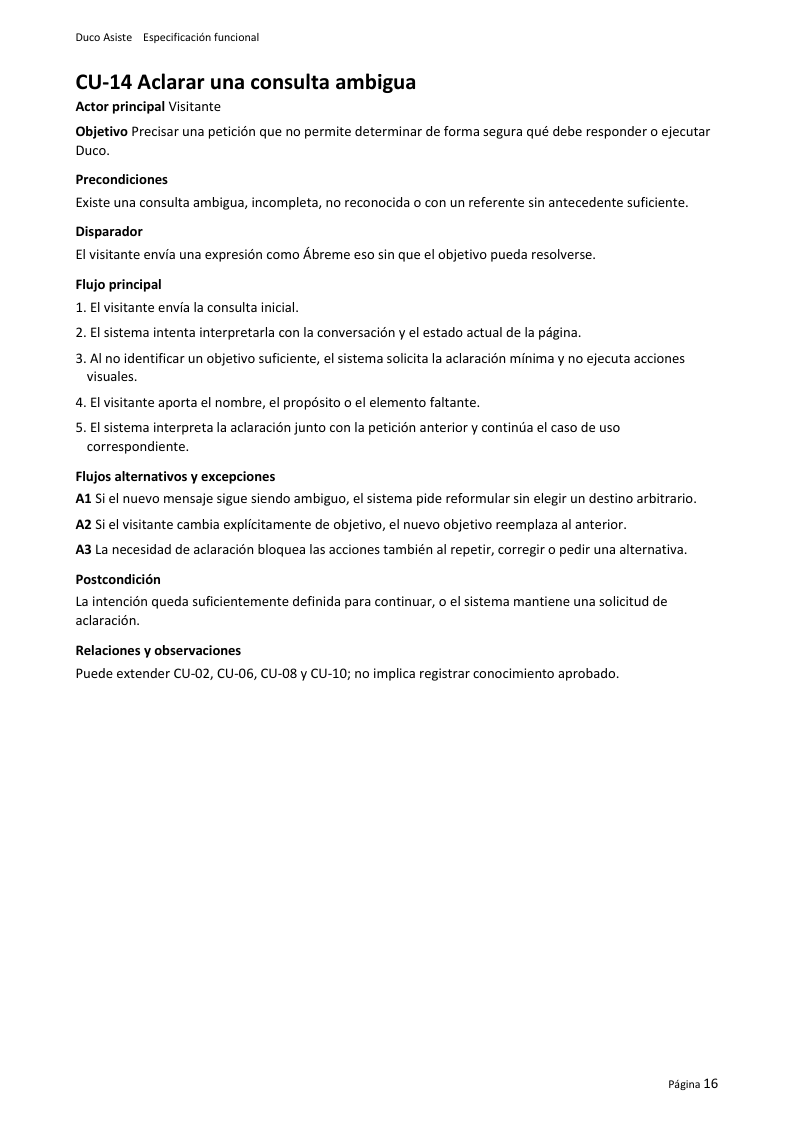 Duco Asiste Especificación funcional
CU-14 Aclarar una consulta ambigua
Actor principal Visitante
Objetivo Precisar una petición que no permite determinar de forma segura qué debe responder o ejecutar
Duco.
Precondiciones
Existe una consulta ambigua, incompleta, no reconocida o con un referente sin antecedente suficiente.
Disparador
El visitante envía una expresión como Ábreme eso sin que el objetivo pueda resolverse.
Flujo principal
1. El visitante envía la consulta inicial.
2. El sistema intenta interpretarla con la conversación y el estado actual de la página.
3. Al no identificar un objetivo suficiente, el sistema solicita la aclaración mínima y no ejecuta acciones
visuales.
4. El visitante aporta el nombre, el propósito o el elemento faltante.
5. El sistema interpreta la aclaración junto con la petición anterior y continúa el caso de uso
correspondiente.
Flujos alternativos y excepciones
A1 Si el nuevo mensaje sigue siendo ambiguo, el sistema pide reformular sin elegir un destino arbitrario.
A2 Si el visitante cambia explícitamente de objetivo, el nuevo objetivo reemplaza al anterior.
A3 La necesidad de aclaración bloquea las acciones también al repetir, corregir o pedir una alternativa.
Postcondición
La intención queda suficientemente definida para continuar, o el sistema mantiene una solicitud de
aclaración.
Relaciones y observaciones
Puede extender CU-02, CU-06, CU-08 y CU-10; no implica registrar conocimiento aprobado.
Página 16